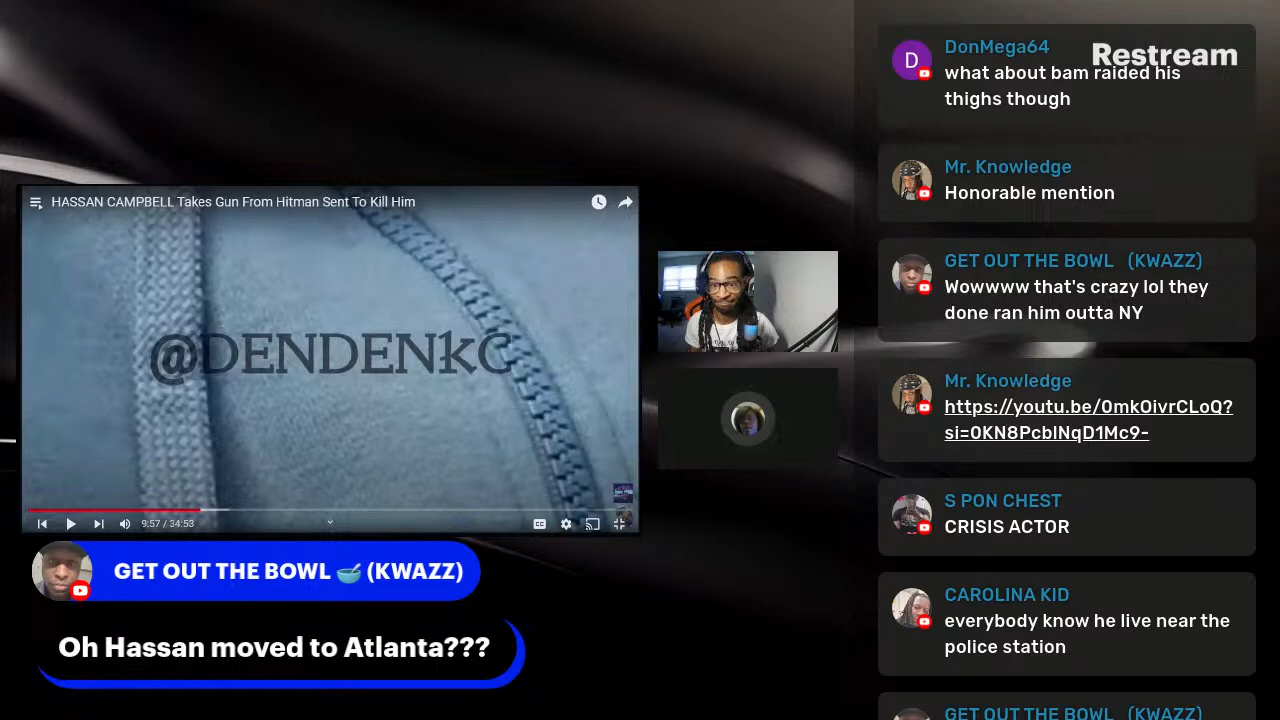 HASSAN CAMPBELL Takes Gun From Hitman Sent To Kill Him
@DENDENkC
9:57 / 34:53
CC
GET OUT THE BOWL 🥣 (KWAZZ)
Oh Hassan moved to Atlanta???
Restream
D
DonMega64
what about bam raided his
thighs though
Mr. Knowledge
Honorable mention
GET OUT THE BOWL (KWAZZ)
Wowwww that's crazy lol they
done ran him outta NY
Mr. Knowledge
https://youtu.be/0mkOivrCLoQ?
si=0KN8PcblNqD1Mc9-
S PON CHEST
CRISIS ACTOR
CAROLINA KID
everybody know he live near the
police station
GET OUT THE BOWL (KWAZZ)